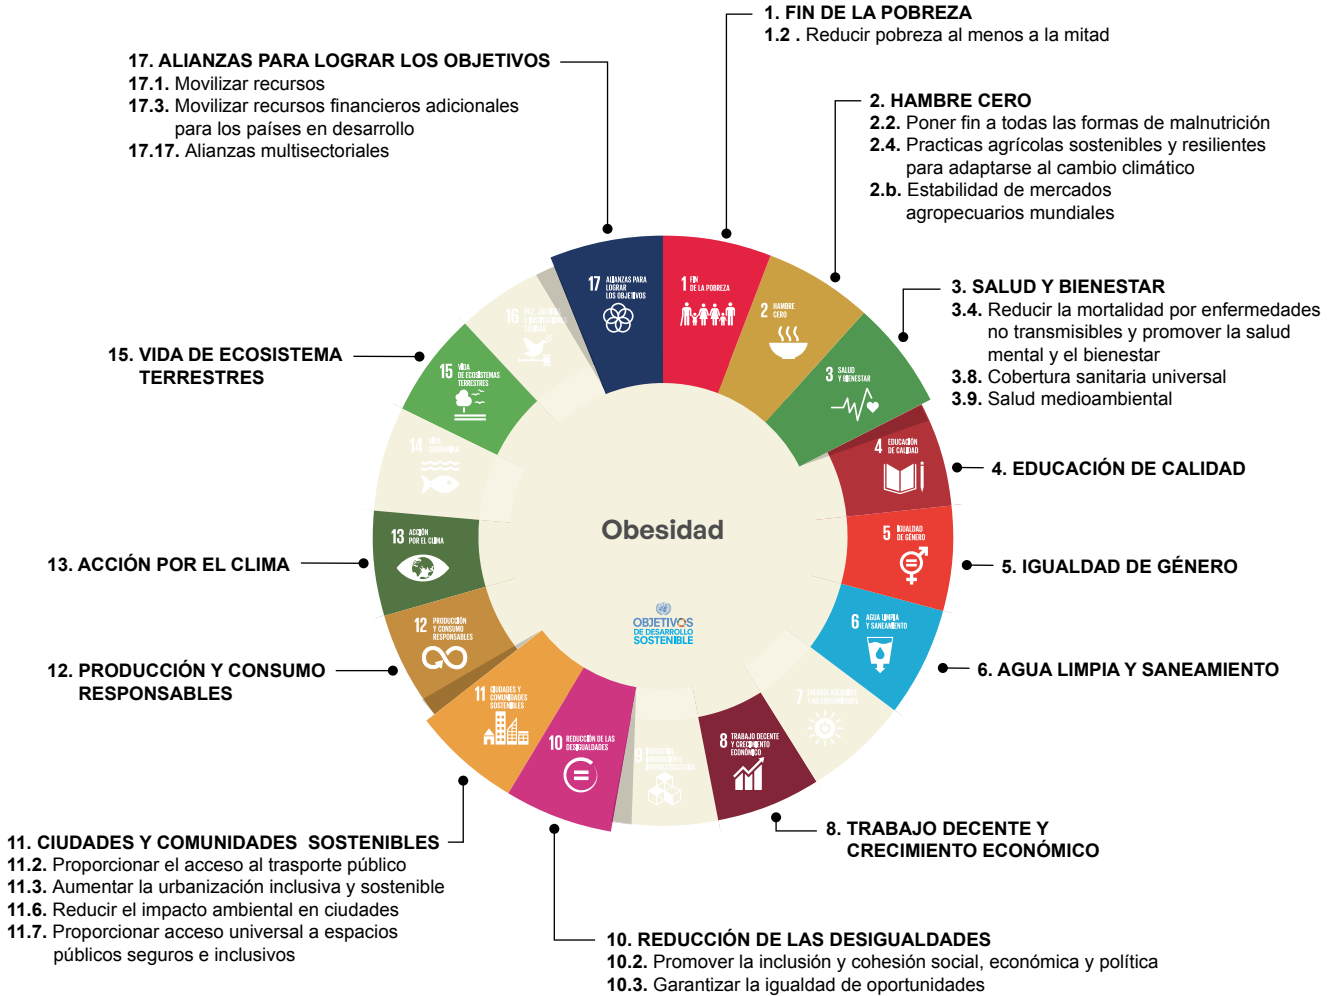 1. FIN DE LA POBREZA
1.2 . Reducir pobreza al menos a la mitad
17. ALIANZAS PARA LOGRAR LOS OBJETIVOS
17.1. Movilizar recursos
17.3. Movilizar recursos financieros adicionales
para los países en desarrollo
17.17. Alianzas multisectoriales
2. HAMBRE CERO
2.2. Poner fin a todas las formas de malnutrición
2.4. Practicas agrícolas sostenibles y resilientes
para adaptarse al cambio climático
2.b. Estabilidad de mercados
agropecuarios mundiales
3. SALUD Y BIENESTAR
3.4. Reducir la mortalidad por enfermedades
no transmisibles y promover la salud
mental y el bienestar
3.8. Cobertura sanitaria universal
3.9. Salud medioambiental
15. VIDA DE ECOSISTEMA
TERRESTRES
4. EDUCACIÓN DE CALIDAD
13. ACCIÓN POR EL CLIMA
5. IGUALDAD DE GÉNERO
12. PRODUCCIÓN Y CONSUMO
RESPONSABLES
6. AGUA LIMPIA Y SANEAMIENTO
8. TRABAJO DECENTE Y
CRECIMIENTO ECONÓMICO
11. CIUDADES Y COMUNIDADES SOSTENIBLES
11.2. Proporcionar el acceso al trasporte público
11.3. Aumentar la urbanización inclusiva y sostenible
11.6. Reducir el impacto ambiental en ciudades
11.7. Proporcionar acceso universal a espacios
públicos seguros e inclusivos
10. REDUCCIÓN DE LAS DESIGUALDADES
10.2. Promover la inclusión y cohesión social, económica y política
10.3. Garantizar la igualdad de oportunidades
17 ALIANZAS PARA
LOGRAR
LOS OBJETIVOS
1 FIN
DE LA POBREZA
2 HAMBRE
CERO
3 SALUD
Y BIENESTAR
4 EDUCACIÓN
DE CALIDAD
5 IGUALDAD
DE GÉNERO
6 AGUA LIMPIA
Y SANEAMIENTO
7
8 TRABAJO DECENTE
Y CRECIMIENTO
ECONÓMICO
9
10 REDUCCIÓN DE LAS
DESIGUALDADES
11 CIUDADES Y
COMUNIDADES
SOSTENIBLES
12 PRODUCCIÓN
Y CONSUMO
RESPONSABLES
13 ACCIÓN
POR EL CLIMA
14 VIDA
SUBMARINA
15 VIDA
DE ECOSISTEMAS
TERRESTRES
16
Obesidad
OBJETIVOS
DE DESARROLLO
SOSTENIBLE